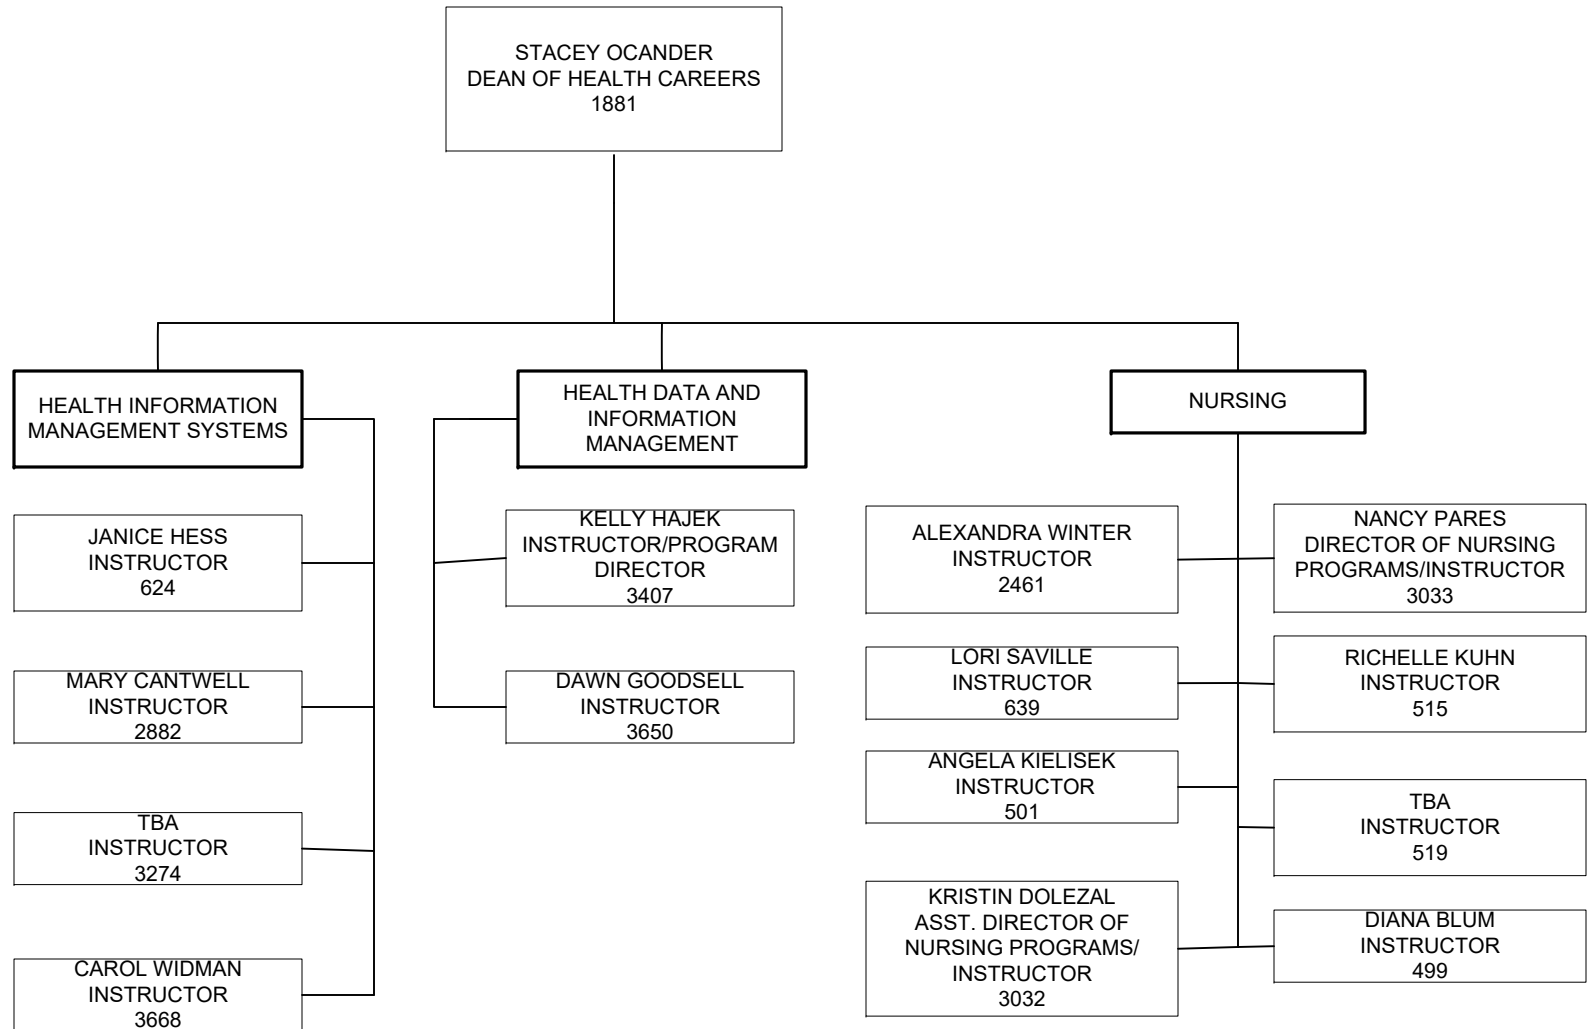 STACEY OCANDER
DEAN OF HEALTH CAREERS
1881
HEALTH INFORMATION
MANAGEMENT SYSTEMS
JANICE HESS
INSTRUCTOR
624
MARY CANTWELL
INSTRUCTOR
2882
TBA
INSTRUCTOR
3274
CAROL WIDMAN
INSTRUCTOR
3668
HEALTH DATA AND
INFORMATION
MANAGEMENT
KELLY HAJEK
INSTRUCTOR/PROGRAM
DIRECTOR
3407
DAWN GOODSELL
INSTRUCTOR
3650
NURSING
ALEXANDRA WINTER
INSTRUCTOR
2461
NANCY PARES
DIRECTOR OF NURSING
PROGRAMS/INSTRUCTOR
3033
LORI SAVILLE
INSTRUCTOR
639
RICHELLE KUHN
INSTRUCTOR
515
ANGELA KIELISEK
INSTRUCTOR
501
TBA
INSTRUCTOR
519
KRISTIN DOLEZAL
ASST. DIRECTOR OF
NURSING PROGRAMS/
INSTRUCTOR
3032
DIANA BLUM
INSTRUCTOR
499